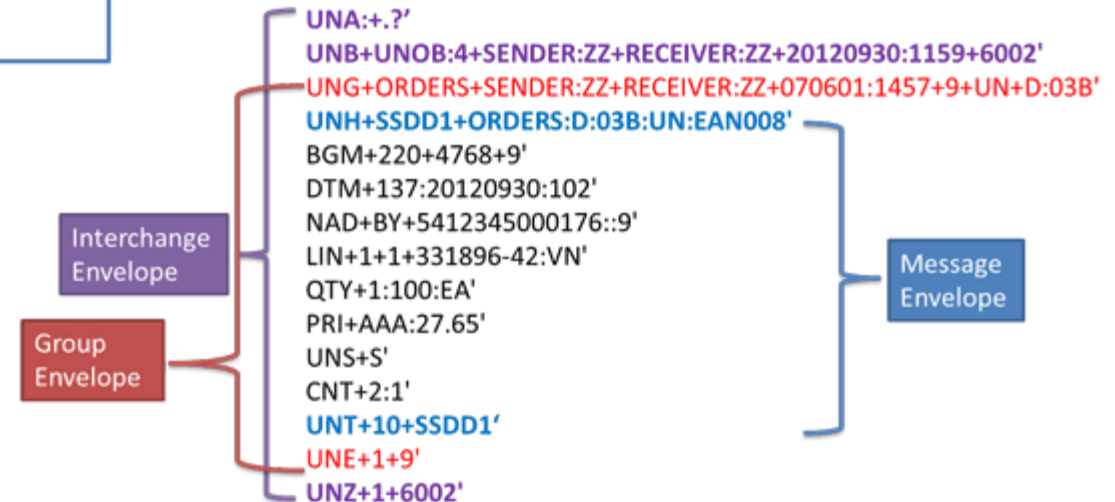 UNA:+.?’
UNB+UNOB:4+SENDER:ZZ+RECEIVER:ZZ+20120930:1159+6002'
UNG+ORDERS+SENDER:ZZ+RECEIVER:ZZ+070601:1457+9+UN+D:03B'
UNH+SSDD1+ORDERS:D:03B:UN:EAN008'
BGM+220+4768+9'
DTM+137:20120930:102'
NAD+BY+5412345000176::9'
LIN+1+1+331896-42:VN'
QTY+1:100:EA'
PRI+AAA:27.65'
UNS+S'
CNT+2:1'
UNT+10+SSDD1‘
UNE+1+9'
UNZ+1+6002'
Interchange
Envelope
Group
Envelope
Message
Envelope